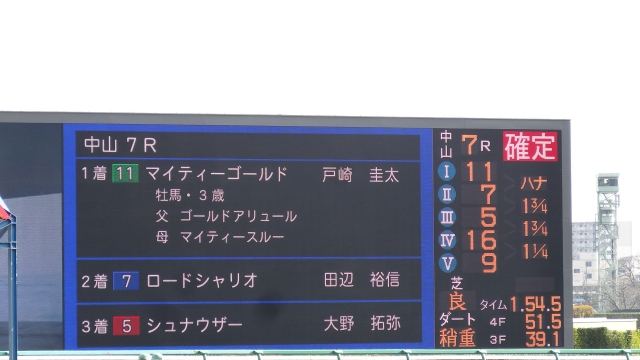 中山 7R
1着 11 マイティーゴールド 戸崎 圭太
牡馬・3歳
父 ゴールドアリュール
母 マイティースルー
2着 7 ロードシャリオ 田辺 裕信
3着 5 シュナウザー 大野 拓弥
中山 7R 確定
Ⅰ 11
ハナ
Ⅱ 7
1¾
Ⅲ 5
1¾
Ⅳ 16
1¼
Ⅴ 9
芝
良 タイム 1.54.5
ダート 4F 51.5
稍重 3F 39.1